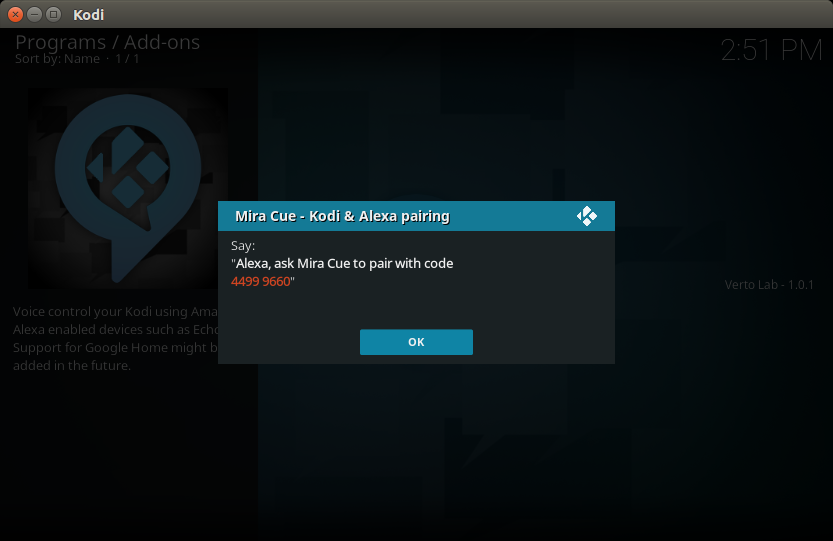 Kodi
Programs / Add-ons
Sort by: Name · 1 / 1
2:51 PM
Mira Cue - Kodi & Alexa pairing
Say:
"Alexa, ask Mira Cue to pair with code
4499 9660"
OK
Verto Lab - 1.0.1
Voice control your Kodi using Ama
Alexa enabled devices such as Echo
Support for Google Home might b
added in the future.